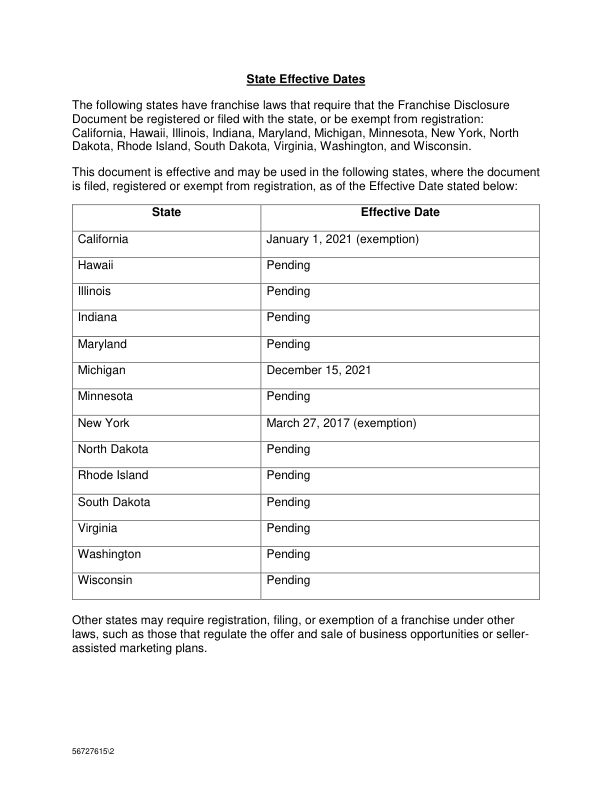 State Effective Dates
The following states have franchise laws that require that the Franchise Disclosure
Document be registered or filed with the state, or be exempt from registration:
California, Hawaii, Illinois, Indiana, Maryland, Michigan, Minnesota, New York, North
Dakota, Rhode Island, South Dakota, Virginia, Washington, and Wisconsin.
This document is effective and may be used in the following states, where the document
is filed, registered or exempt from registration, as of the Effective Date stated below:
State Effective Date
California January 1, 2021 (exemption)
Hawaii Pending
Illinois Pending
Indiana Pending
Maryland Pending
Michigan December 15, 2021
Minnesota Pending
New York March 27, 2017 (exemption)
North Dakota Pending
Rhode Island Pending
South Dakota Pending
Virginia Pending
Washington Pending
Wisconsin Pending
Other states may require registration, filing, or exemption of a franchise under other
laws, such as those that regulate the offer and sale of business opportunities or seller-
assisted marketing plans.
56727615\2